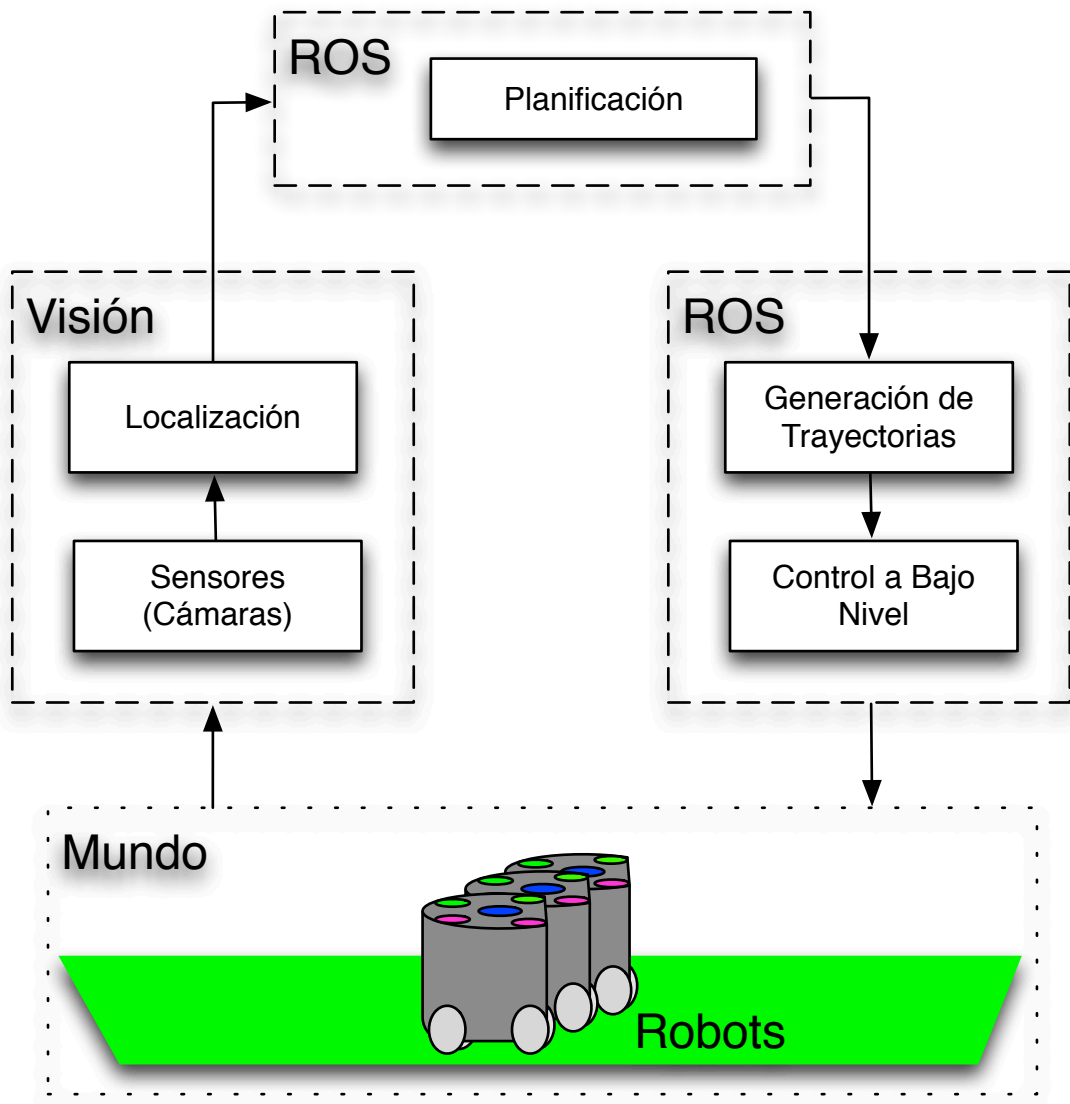 ROS
Planificación
Visión
Localización
Sensores
(Cámaras)
ROS
Generación de
Trayectorias
Control a Bajo
Nivel
Mundo
Robots